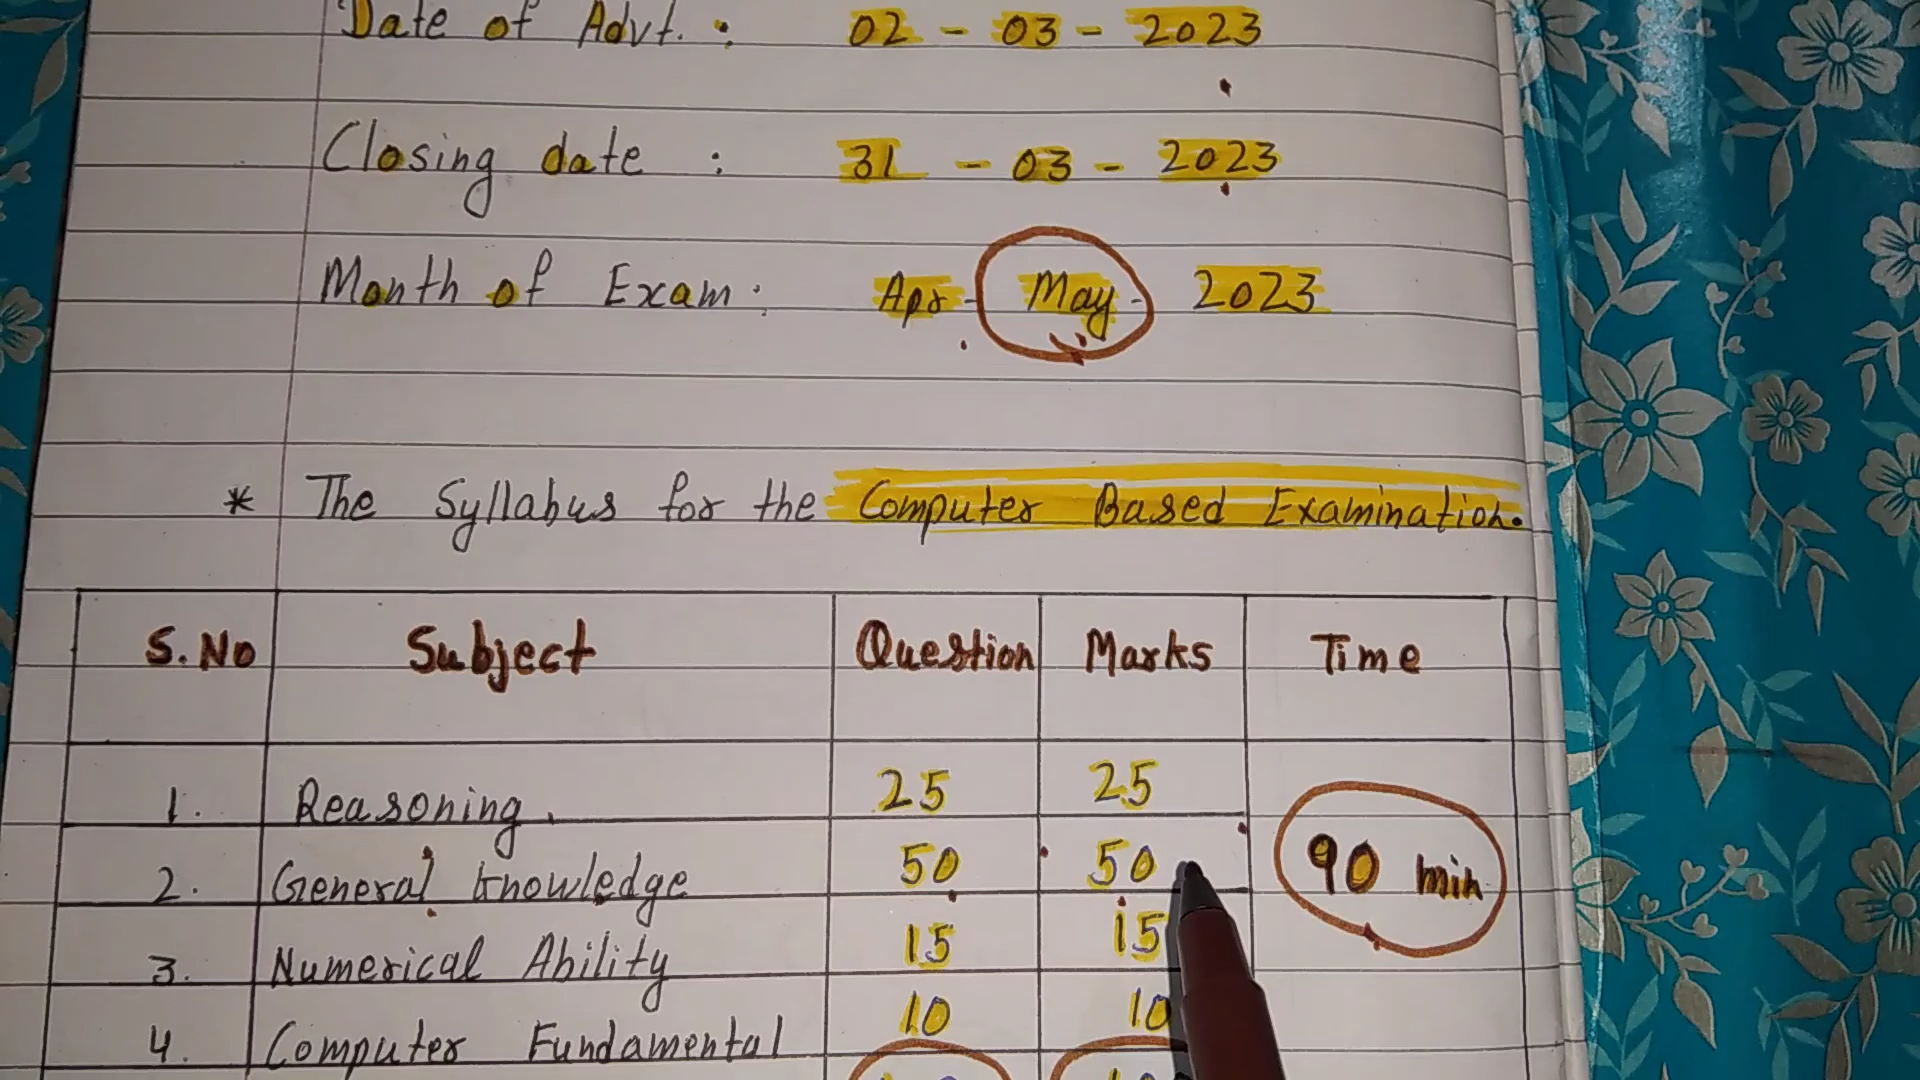 Date of Advt. : 02 - 03 - 2023
Closing date : 31 - 03 - 2023
Month of Exam : Apr - May - 2023
* The Syllabus for the Computer Based Examination.
S.No Subject Question Marks Time
1. Reasoning. 25 25
2. General knowledge 50 50 90 min
3. Numerical Ability 15 15
4. Computer Fundamental 10 10